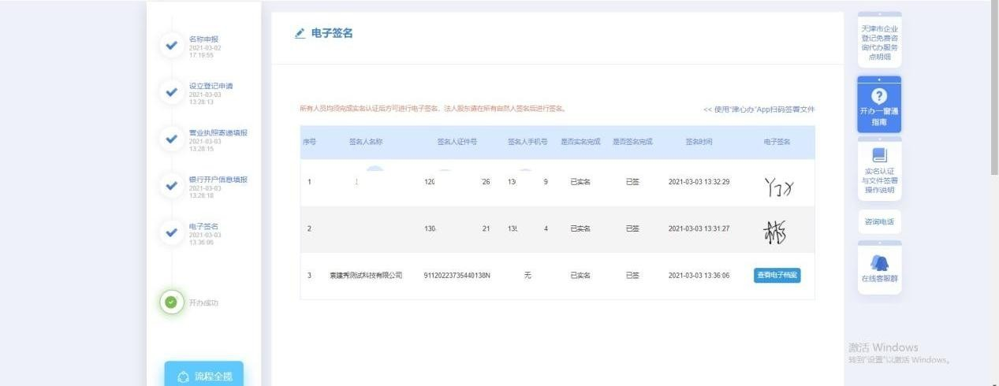 名称申报
2021-03-02
17:19:55
设立登记申请
2021-03-03
13:28:13
营业执照寄递填报
2021-03-03
13:28:15
银行开户信息填报
2021-03-03
13:28:18
电子签名
2021-03-03
13:36:06
开办成功
流程全揽
电子签名
所有人员均须完成实名认证后方可进行电子签名。法人股东请在所有自然人签名后进行签名。
<< 使用"津心办"App扫码签署文件
序号 签名人名称 签名人证件号 签名人手机号 是否实名完成 是否签名完成 签名时间 电子签名
1 120 26 13 9 已实名 已签 2021-03-03 13:32:29
2 130 21 13 4 已实名 已签 2021-03-03 13:31:27
3 袁建秀测试科技有限公司 91120223735440138N 无 已实名 已签 2021-03-03 13:36:06 查看电子档案
天津市企业
登记免费咨
询代办服务
点明细
开办一窗通
指南
实名认证
与文件签署
操作说明
咨询电话
在线客服群
激活 Windows
转到"设置"以激活 Windows。